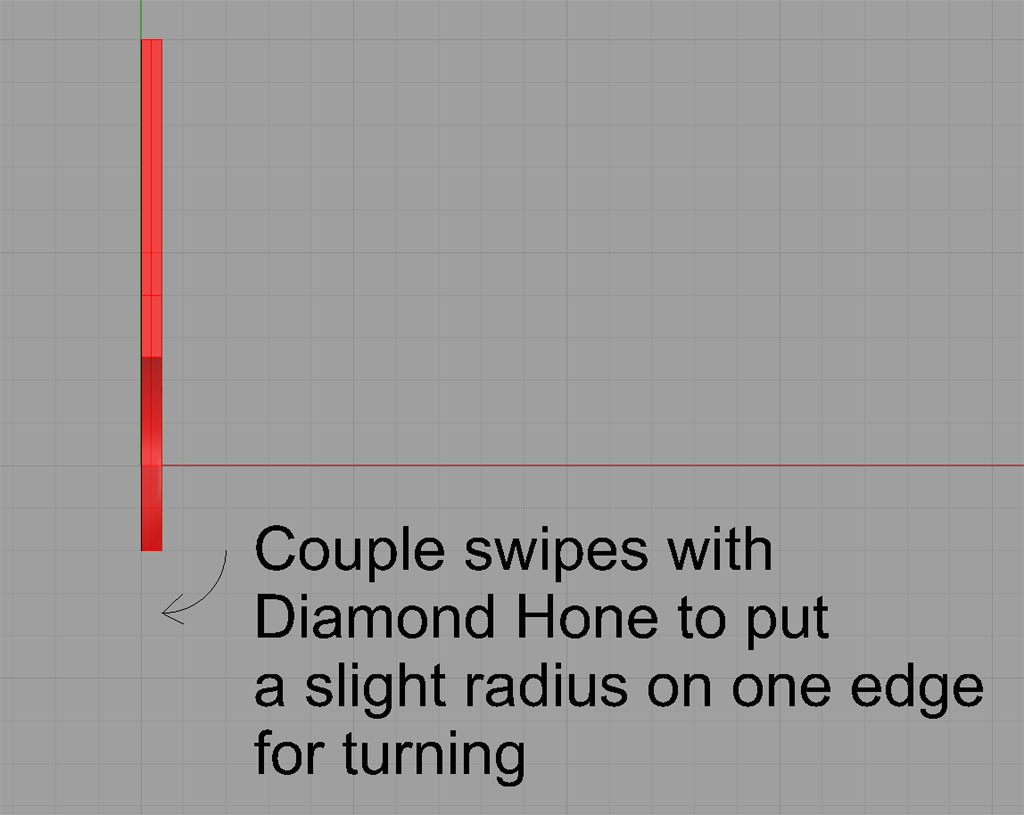 Couple swipes with
Diamond Hone to put
a slight radius on one edge
for turning